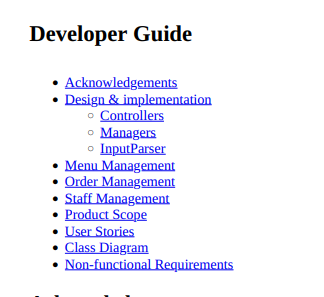 Developer Guide
Acknowledgements
Design & implementation
Controllers
Managers
InputParser
Menu Management
Order Management
Staff Management
Product Scope
User Stories
Class Diagram
Non-functional Requirements